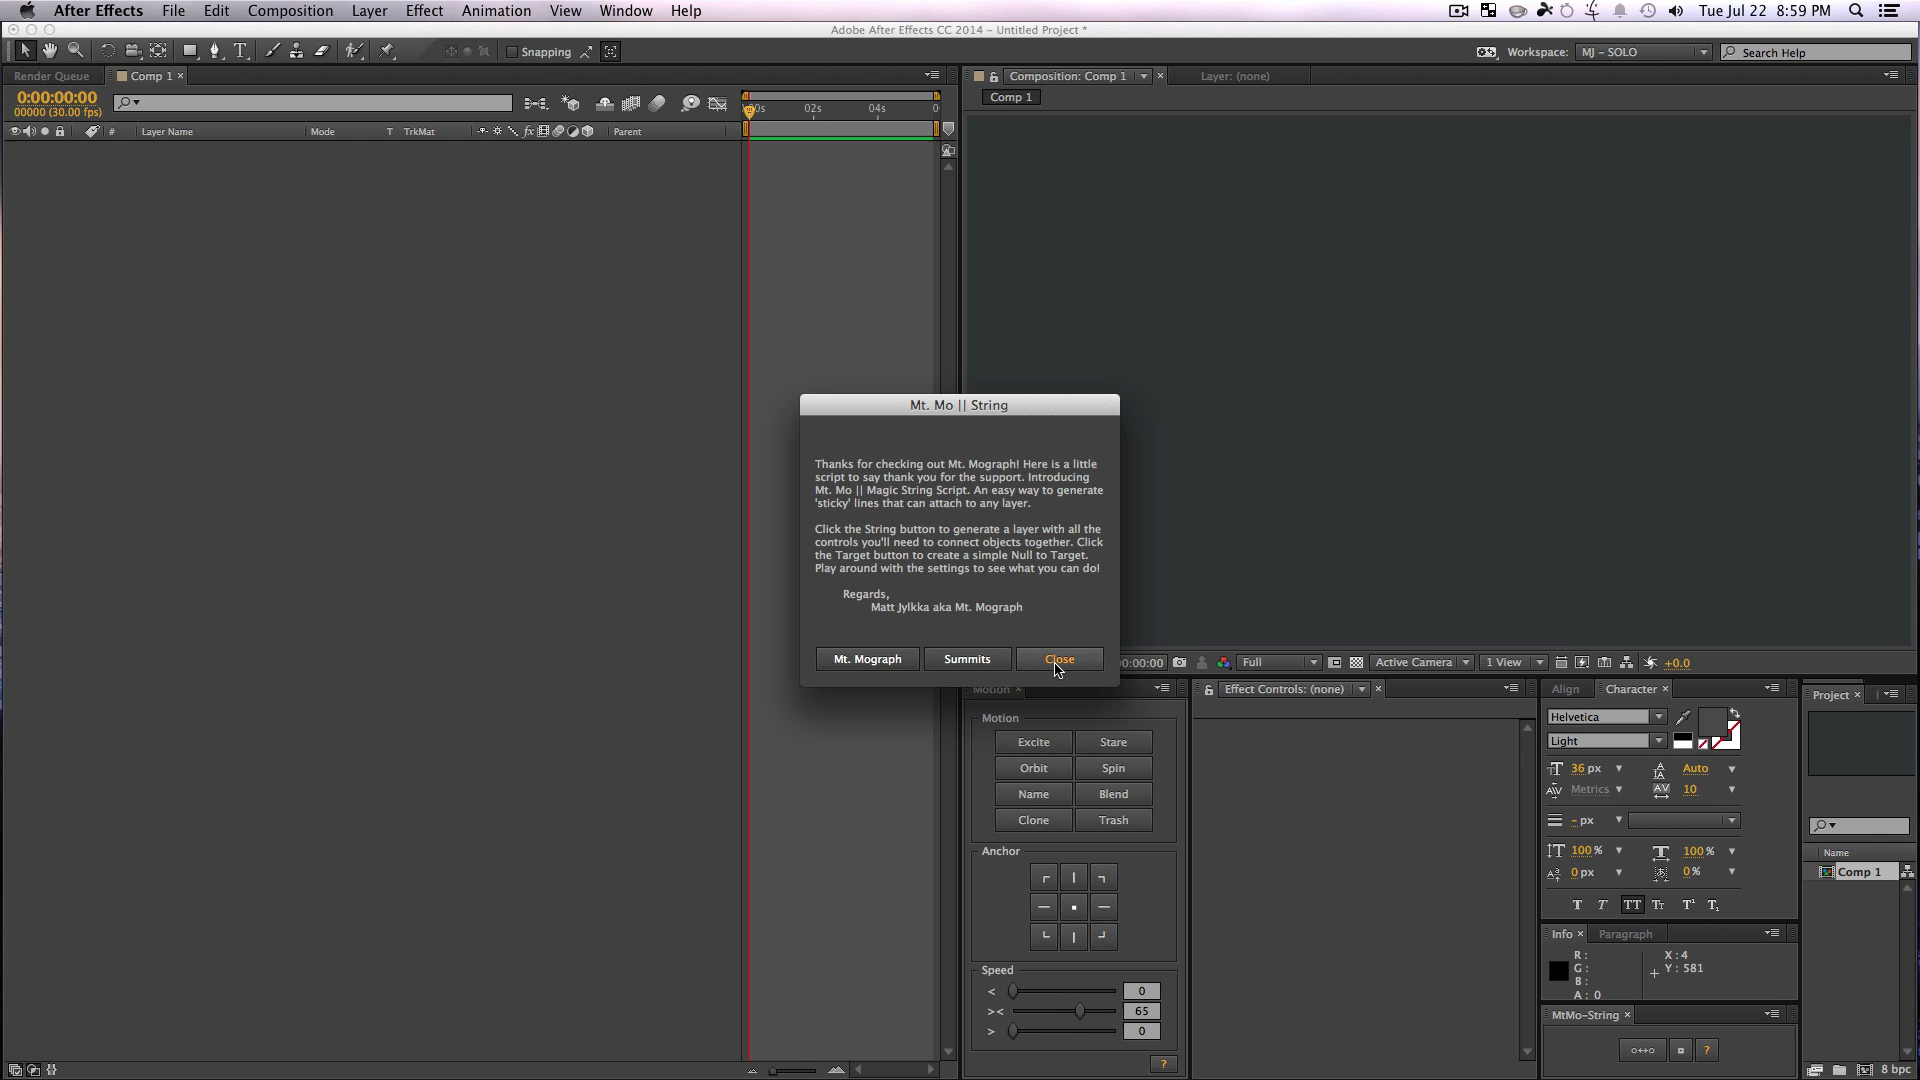 After Effects File Edit Composition Layer Effect Animation View Window Help
Tue Jul 22 8:59 PM
Adobe After Effects CC 2014 – Untitled Project *
Snapping
Workspace: MJ – SOLO
Search Help
Render Queue
Comp 1 ×
Composition: Comp 1 ×
Layer: (none)
0:00:00:00
00000 (30.00 fps)
02s
04s
Comp 1
# Layer Name Mode T TrkMat fx Parent
Mt. Mo || String
Thanks for checking out Mt. Mograph! Here is a little
script to say thank you for the support. Introducing
Mt. Mo || Magic String Script. An easy way to generate
'sticky' lines that can attach to any layer.
Click the String button to generate a layer with all the
controls you'll need to connect objects together. Click
the Target button to create a simple Null to Target.
Play around with the settings to see what you can do!
Regards,
Matt Jylkka aka Mt. Mograph
Mt. Mograph Summits Close
00:00:00 Full Active Camera 1 View +0.0
Motion ×
Motion
Excite Stare
Orbit Spin
Name Blend
Clone Trash
Anchor
Speed
< 0
>< 65
> 0
?
Effect Controls: (none) ×
Align Character ×
Helvetica
Light
36 px Auto
Metrics 10
– px
100 % 100 %
0 px 0 %
T T TT Tt T¹ T₁
Info × Paragraph
R :
G :
B :
A : 0
X : 4
Y : 581
MtMo-String ×
?
Project ×
Name
Comp 1
8 bpc